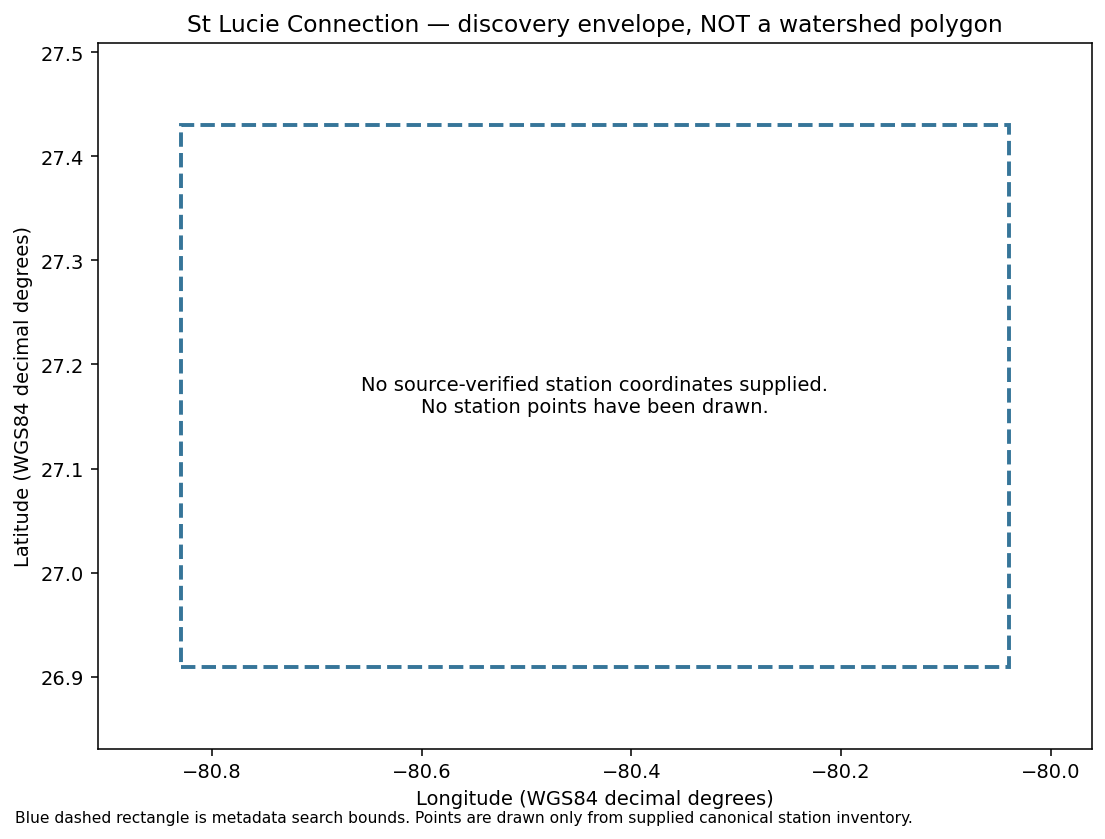 St Lucie Connection — discovery envelope, NOT a watershed polygon
27.5
27.4
27.3
27.2
27.1
27.0
26.9
Latitude (WGS84 decimal degrees)
No source-verified station coordinates supplied.
No station points have been drawn.
−80.8
−80.6
−80.4
−80.2
−80.0
Longitude (WGS84 decimal degrees)
Blue dashed rectangle is metadata search bounds. Points are drawn only from supplied canonical station inventory.